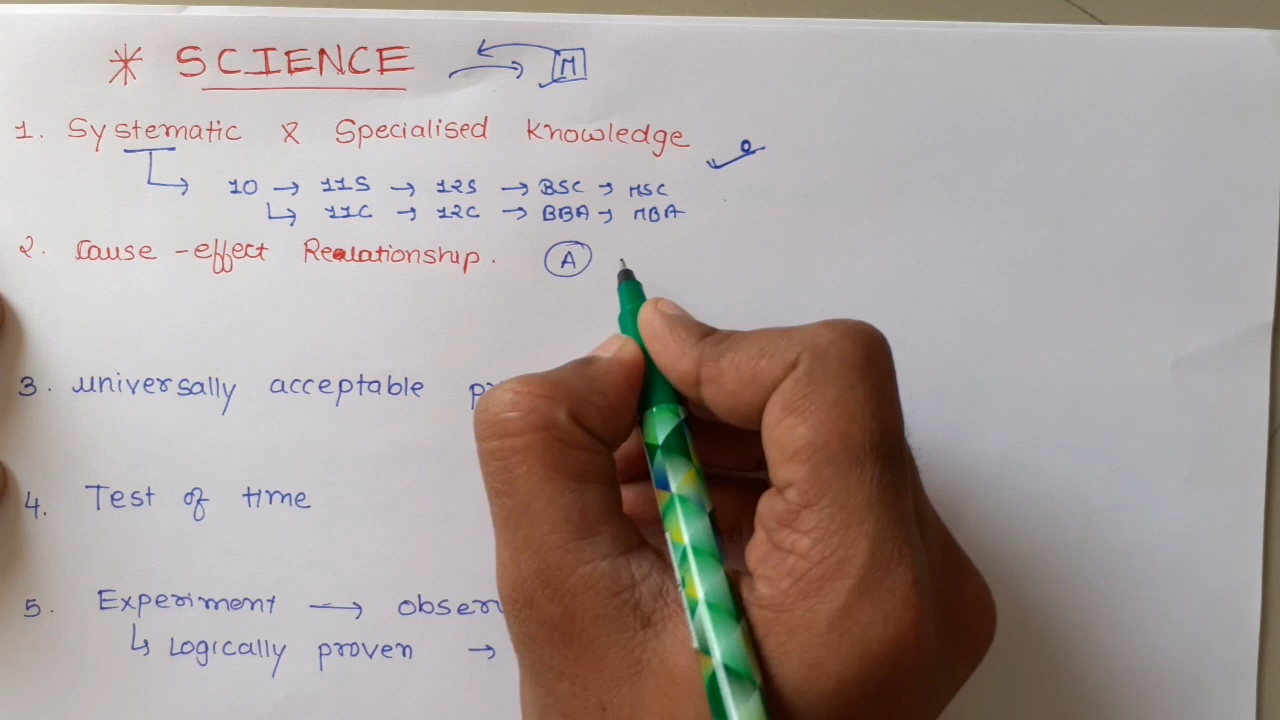 * SCIENCE M
1. Systematic & Specialised Knowledge
10 → 11S → 12S → BSC → MSC
↳ 11C → 12C → BBA → MBA
2. Cause-effect Relationship. A
3. universally acceptable
4. Test of time
5. Experiment → obser
↳ Logically proven →